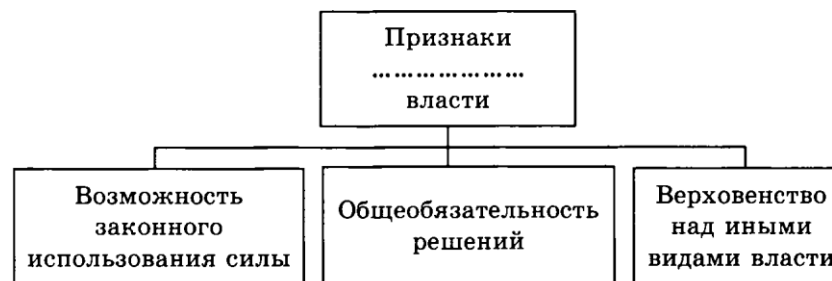 Признаки
.....................
власти
Возможность
законного
использования силы
Общеобязательность
решений
Верховенство
над иными
видами власти